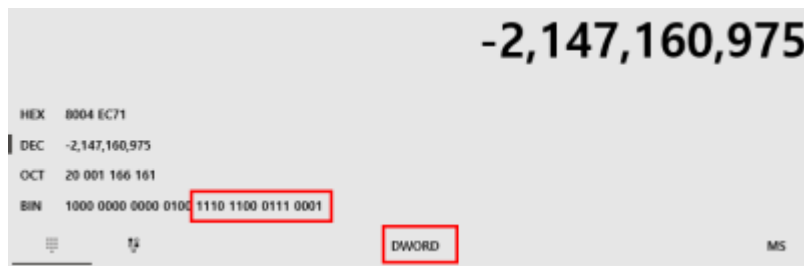 -2,147,160,975
HEX 8004 EC71
DEC -2,147,160,975
OCT 20 001 166 161
BIN 1000 0000 0000 0100 1110 1100 0111 0001
DWORD MS